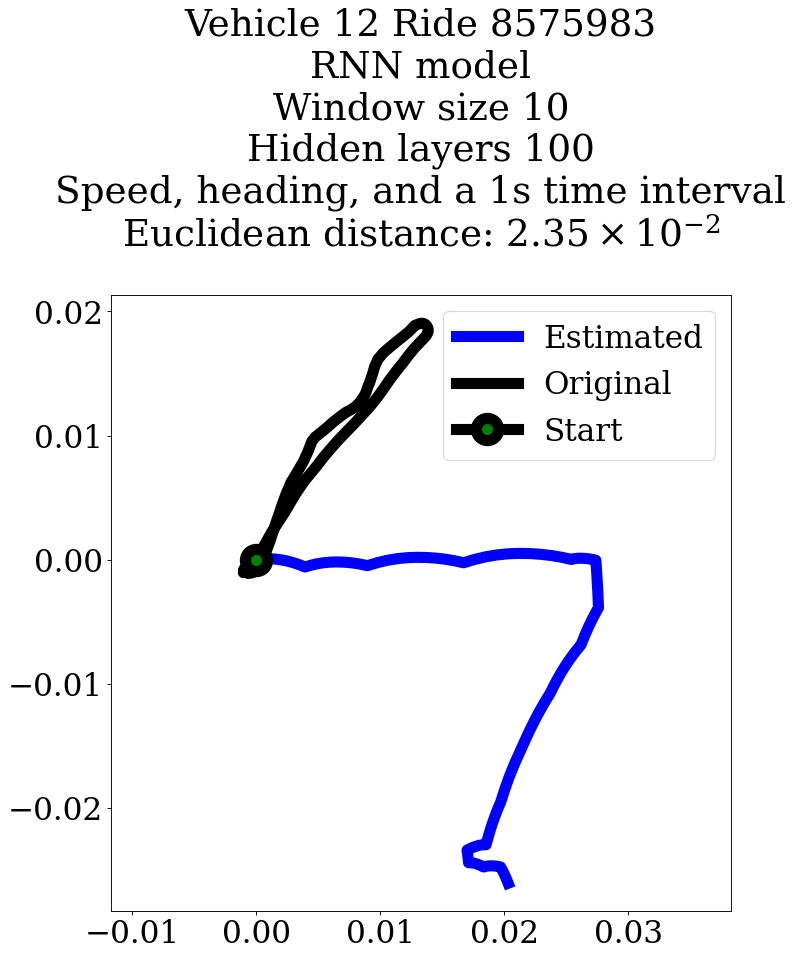 Vehicle 12 Ride 8575983
RNN model
Window size 10
Hidden layers 100
Speed, heading, and a 1s time interval
Euclidean distance: 2.35 × 10⁻²
0.02
0.01
0.00
−0.01
−0.02
Estimated
Original
Start
−0.01 0.00 0.01 0.02 0.03